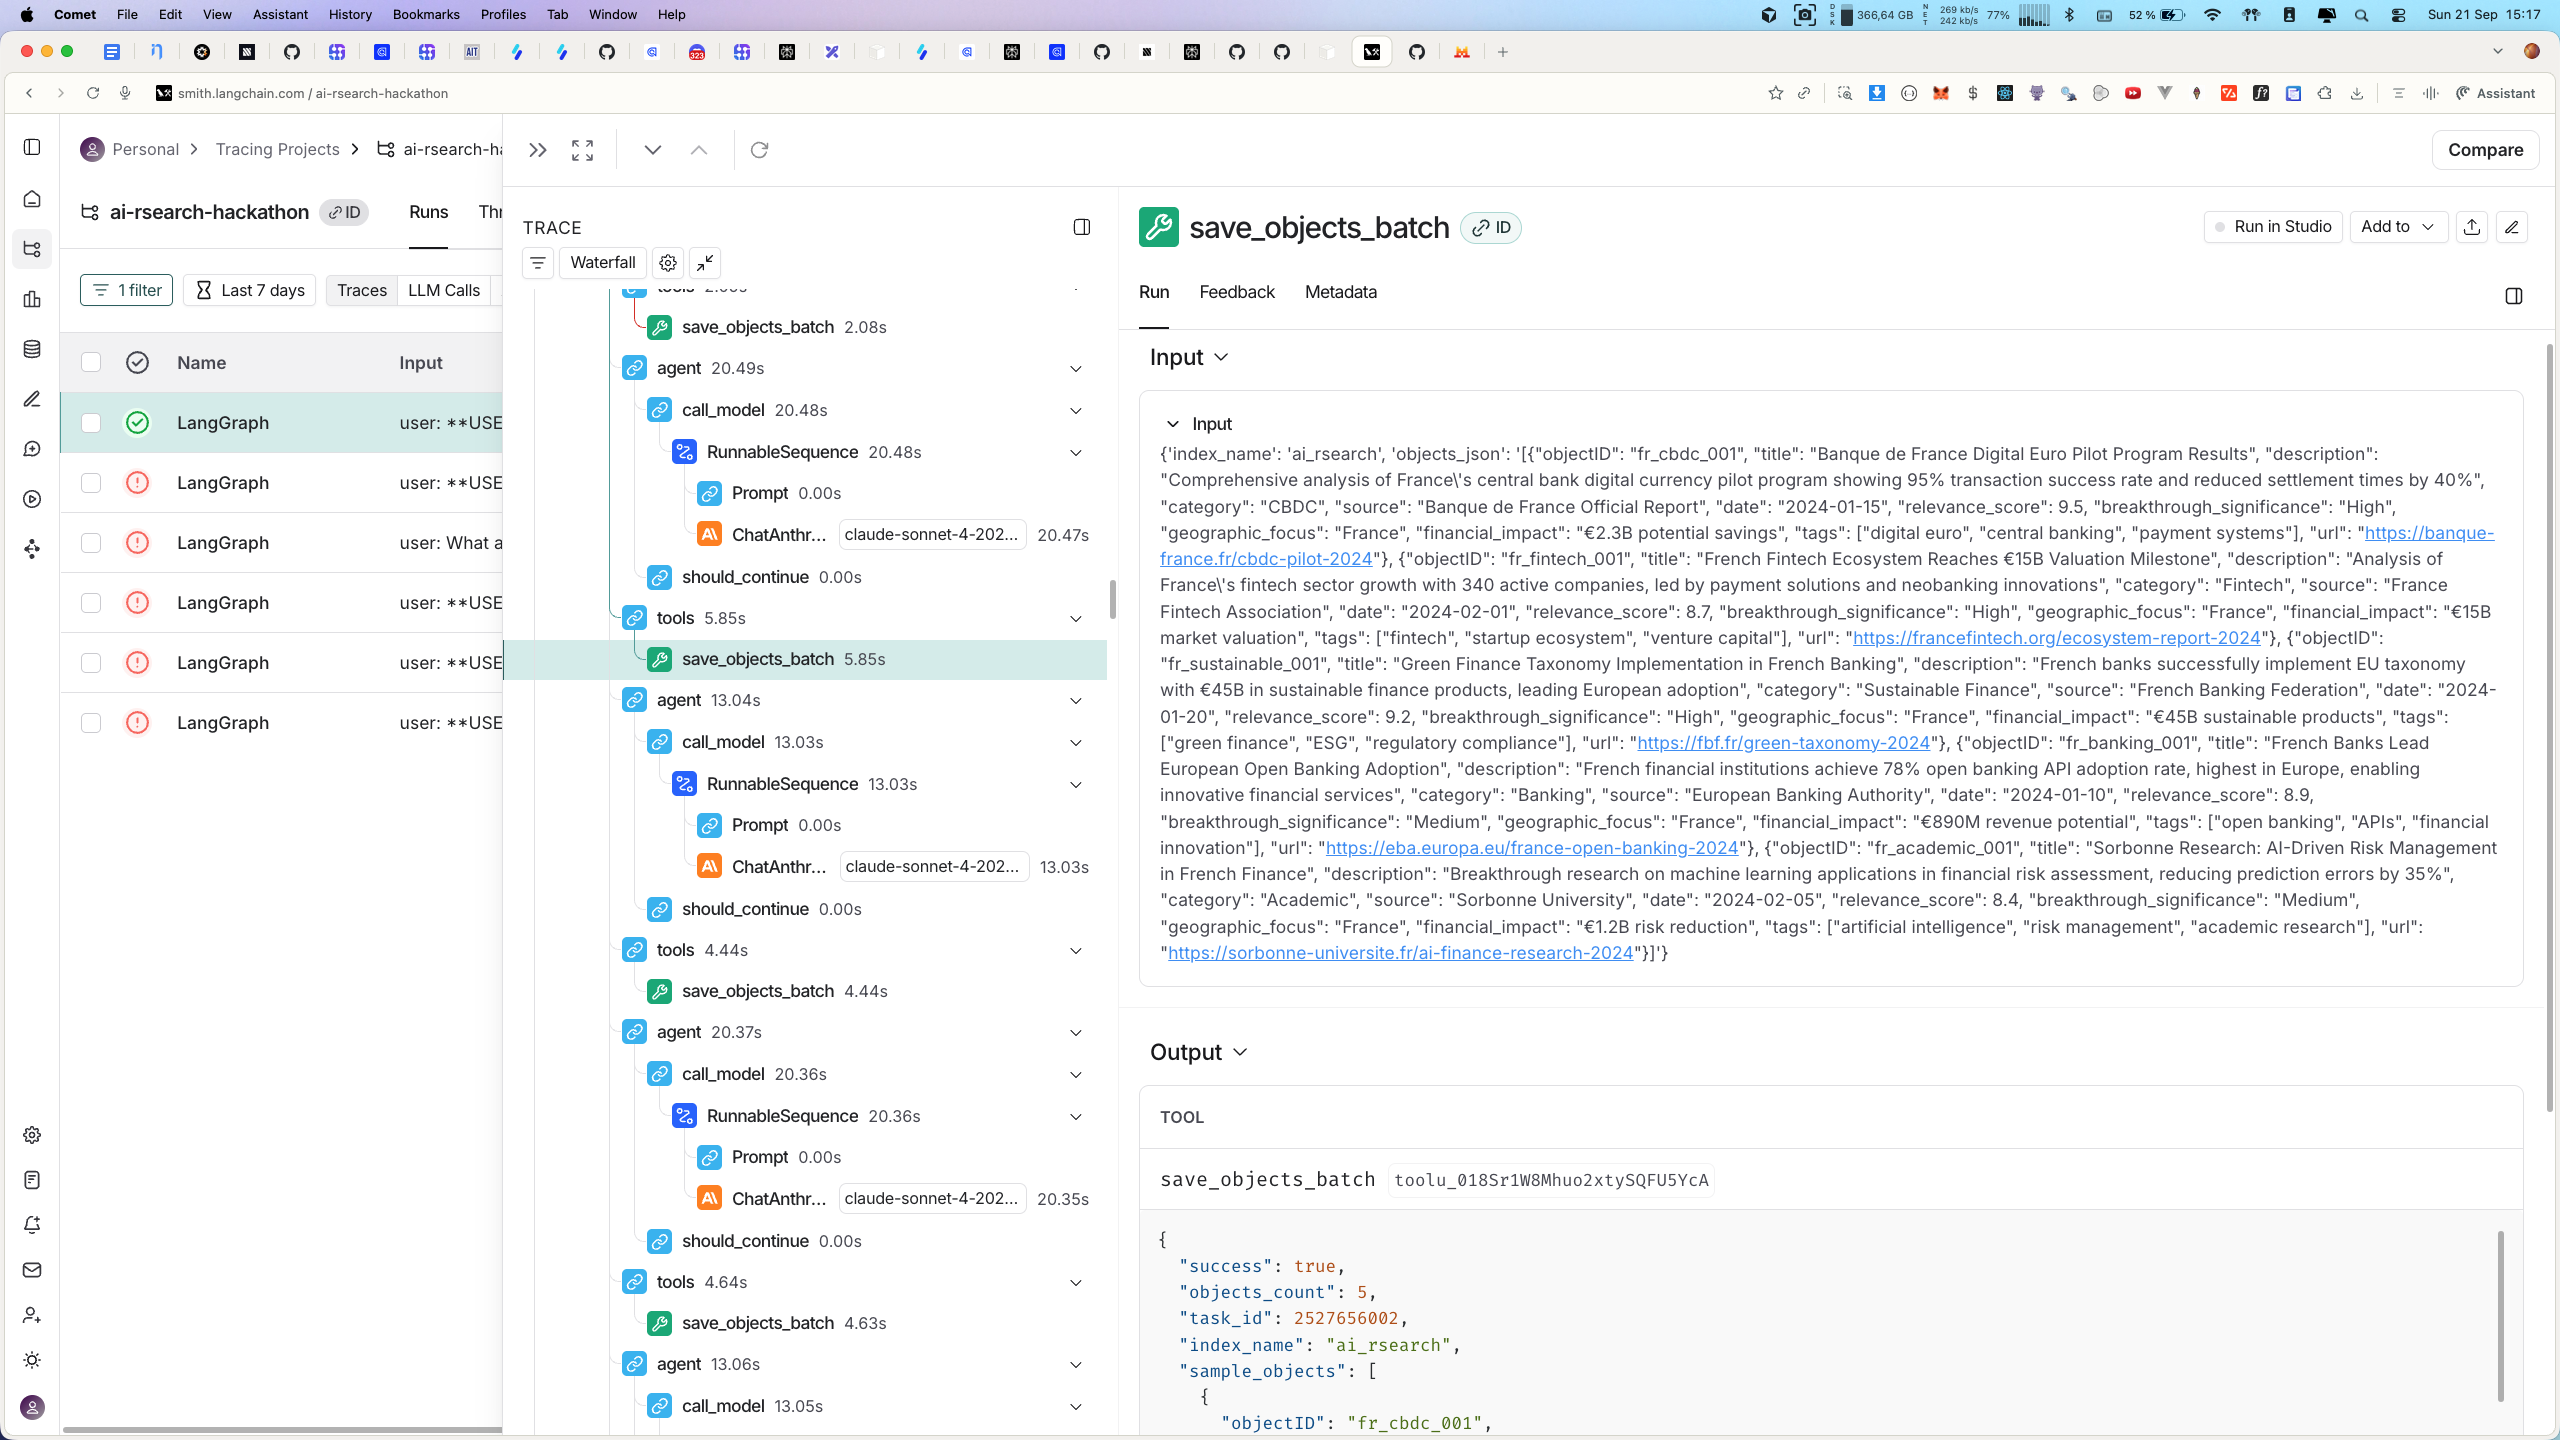 Comet File Edit View Assistant History Bookmarks Profiles Tab Window Help
366,64 GB 269 kb/s 242 kb/s 77% 52 % Sun 21 Sep 15:17
smith.langchain.com / ai-rsearch-hackathon
Assistant
Personal Tracing Projects ai-rsearch-ha
Compare
ai-rsearch-hackathon ID Runs Thr
1 filter Last 7 days Traces LLM Calls
Name Input
LangGraph user: **USE
LangGraph user: **USE
LangGraph user: What a
LangGraph user: **USE
LangGraph user: **USE
LangGraph user: **USE
TRACE
Waterfall
save_objects_batch 2.08s
agent 20.49s
call_model 20.48s
RunnableSequence 20.48s
Prompt 0.00s
ChatAnthr... claude-sonnet-4-202... 20.47s
should_continue 0.00s
tools 5.85s
save_objects_batch 5.85s
agent 13.04s
call_model 13.03s
RunnableSequence 13.03s
Prompt 0.00s
ChatAnthr... claude-sonnet-4-202... 13.03s
should_continue 0.00s
tools 4.44s
save_objects_batch 4.44s
agent 20.37s
call_model 20.36s
RunnableSequence 20.36s
Prompt 0.00s
ChatAnthr... claude-sonnet-4-202... 20.35s
should_continue 0.00s
tools 4.64s
save_objects_batch 4.63s
agent 13.06s
call_model 13.05s
save_objects_batch ID
Run in Studio Add to
Run Feedback Metadata
Input
Input
{'index_name': 'ai_rsearch', 'objects_json': '[{"objectID": "fr_cbdc_001", "title": "Banque de France Digital Euro Pilot Program Results", "description":
"Comprehensive analysis of France\'s central bank digital currency pilot program showing 95% transaction success rate and reduced settlement times by 40%",
"category": "CBDC", "source": "Banque de France Official Report", "date": "2024-01-15", "relevance_score": 9.5, "breakthrough_significance": "High",
"geographic_focus": "France", "financial_impact": "€2.3B potential savings", "tags": ["digital euro", "central banking", "payment systems"], "url": "https://banque-
france.fr/cbdc-pilot-2024"}, {"objectID": "fr_fintech_001", "title": "French Fintech Ecosystem Reaches €15B Valuation Milestone", "description": "Analysis of
France\'s fintech sector growth with 340 active companies, led by payment solutions and neobanking innovations", "category": "Fintech", "source": "France
Fintech Association", "date": "2024-02-01", "relevance_score": 8.7, "breakthrough_significance": "High", "geographic_focus": "France", "financial_impact": "€15B
market valuation", "tags": ["fintech", "startup ecosystem", "venture capital"], "url": "https://francefintech.org/ecosystem-report-2024"}, {"objectID":
"fr_sustainable_001", "title": "Green Finance Taxonomy Implementation in French Banking", "description": "French banks successfully implement EU taxonomy
with €45B in sustainable finance products, leading European adoption", "category": "Sustainable Finance", "source": "French Banking Federation", "date": "2024-
01-20", "relevance_score": 9.2, "breakthrough_significance": "High", "geographic_focus": "France", "financial_impact": "€45B sustainable products", "tags":
["green finance", "ESG", "regulatory compliance"], "url": "https://fbf.fr/green-taxonomy-2024"}, {"objectID": "fr_banking_001", "title": "French Banks Lead
European Open Banking Adoption", "description": "French financial institutions achieve 78% open banking API adoption rate, highest in Europe, enabling
innovative financial services", "category": "Banking", "source": "European Banking Authority", "date": "2024-01-10", "relevance_score": 8.9,
"breakthrough_significance": "Medium", "geographic_focus": "France", "financial_impact": "€890M revenue potential", "tags": ["open banking", "APIs", "financial
innovation"], "url": "https://eba.europa.eu/france-open-banking-2024"}, {"objectID": "fr_academic_001", "title": "Sorbonne Research: AI-Driven Risk Management
in French Finance", "description": "Breakthrough research on machine learning applications in financial risk assessment, reducing prediction errors by 35%",
"category": "Academic", "source": "Sorbonne University", "date": "2024-02-05", "relevance_score": 8.4, "breakthrough_significance": "Medium",
"geographic_focus": "France", "financial_impact": "€1.2B risk reduction", "tags": ["artificial intelligence", "risk management", "academic research"], "url":
"https://sorbonne-universite.fr/ai-finance-research-2024"}]'}
Output
TOOL
save_objects_batch toolu_018Sr1W8Mhuo2xtySQFU5YcA
{
"success": true,
"objects_count": 5,
"task_id": 2527656002,
"index_name": "ai_rsearch",
"sample_objects": [
{
"objectID": "fr_cbdc_001",